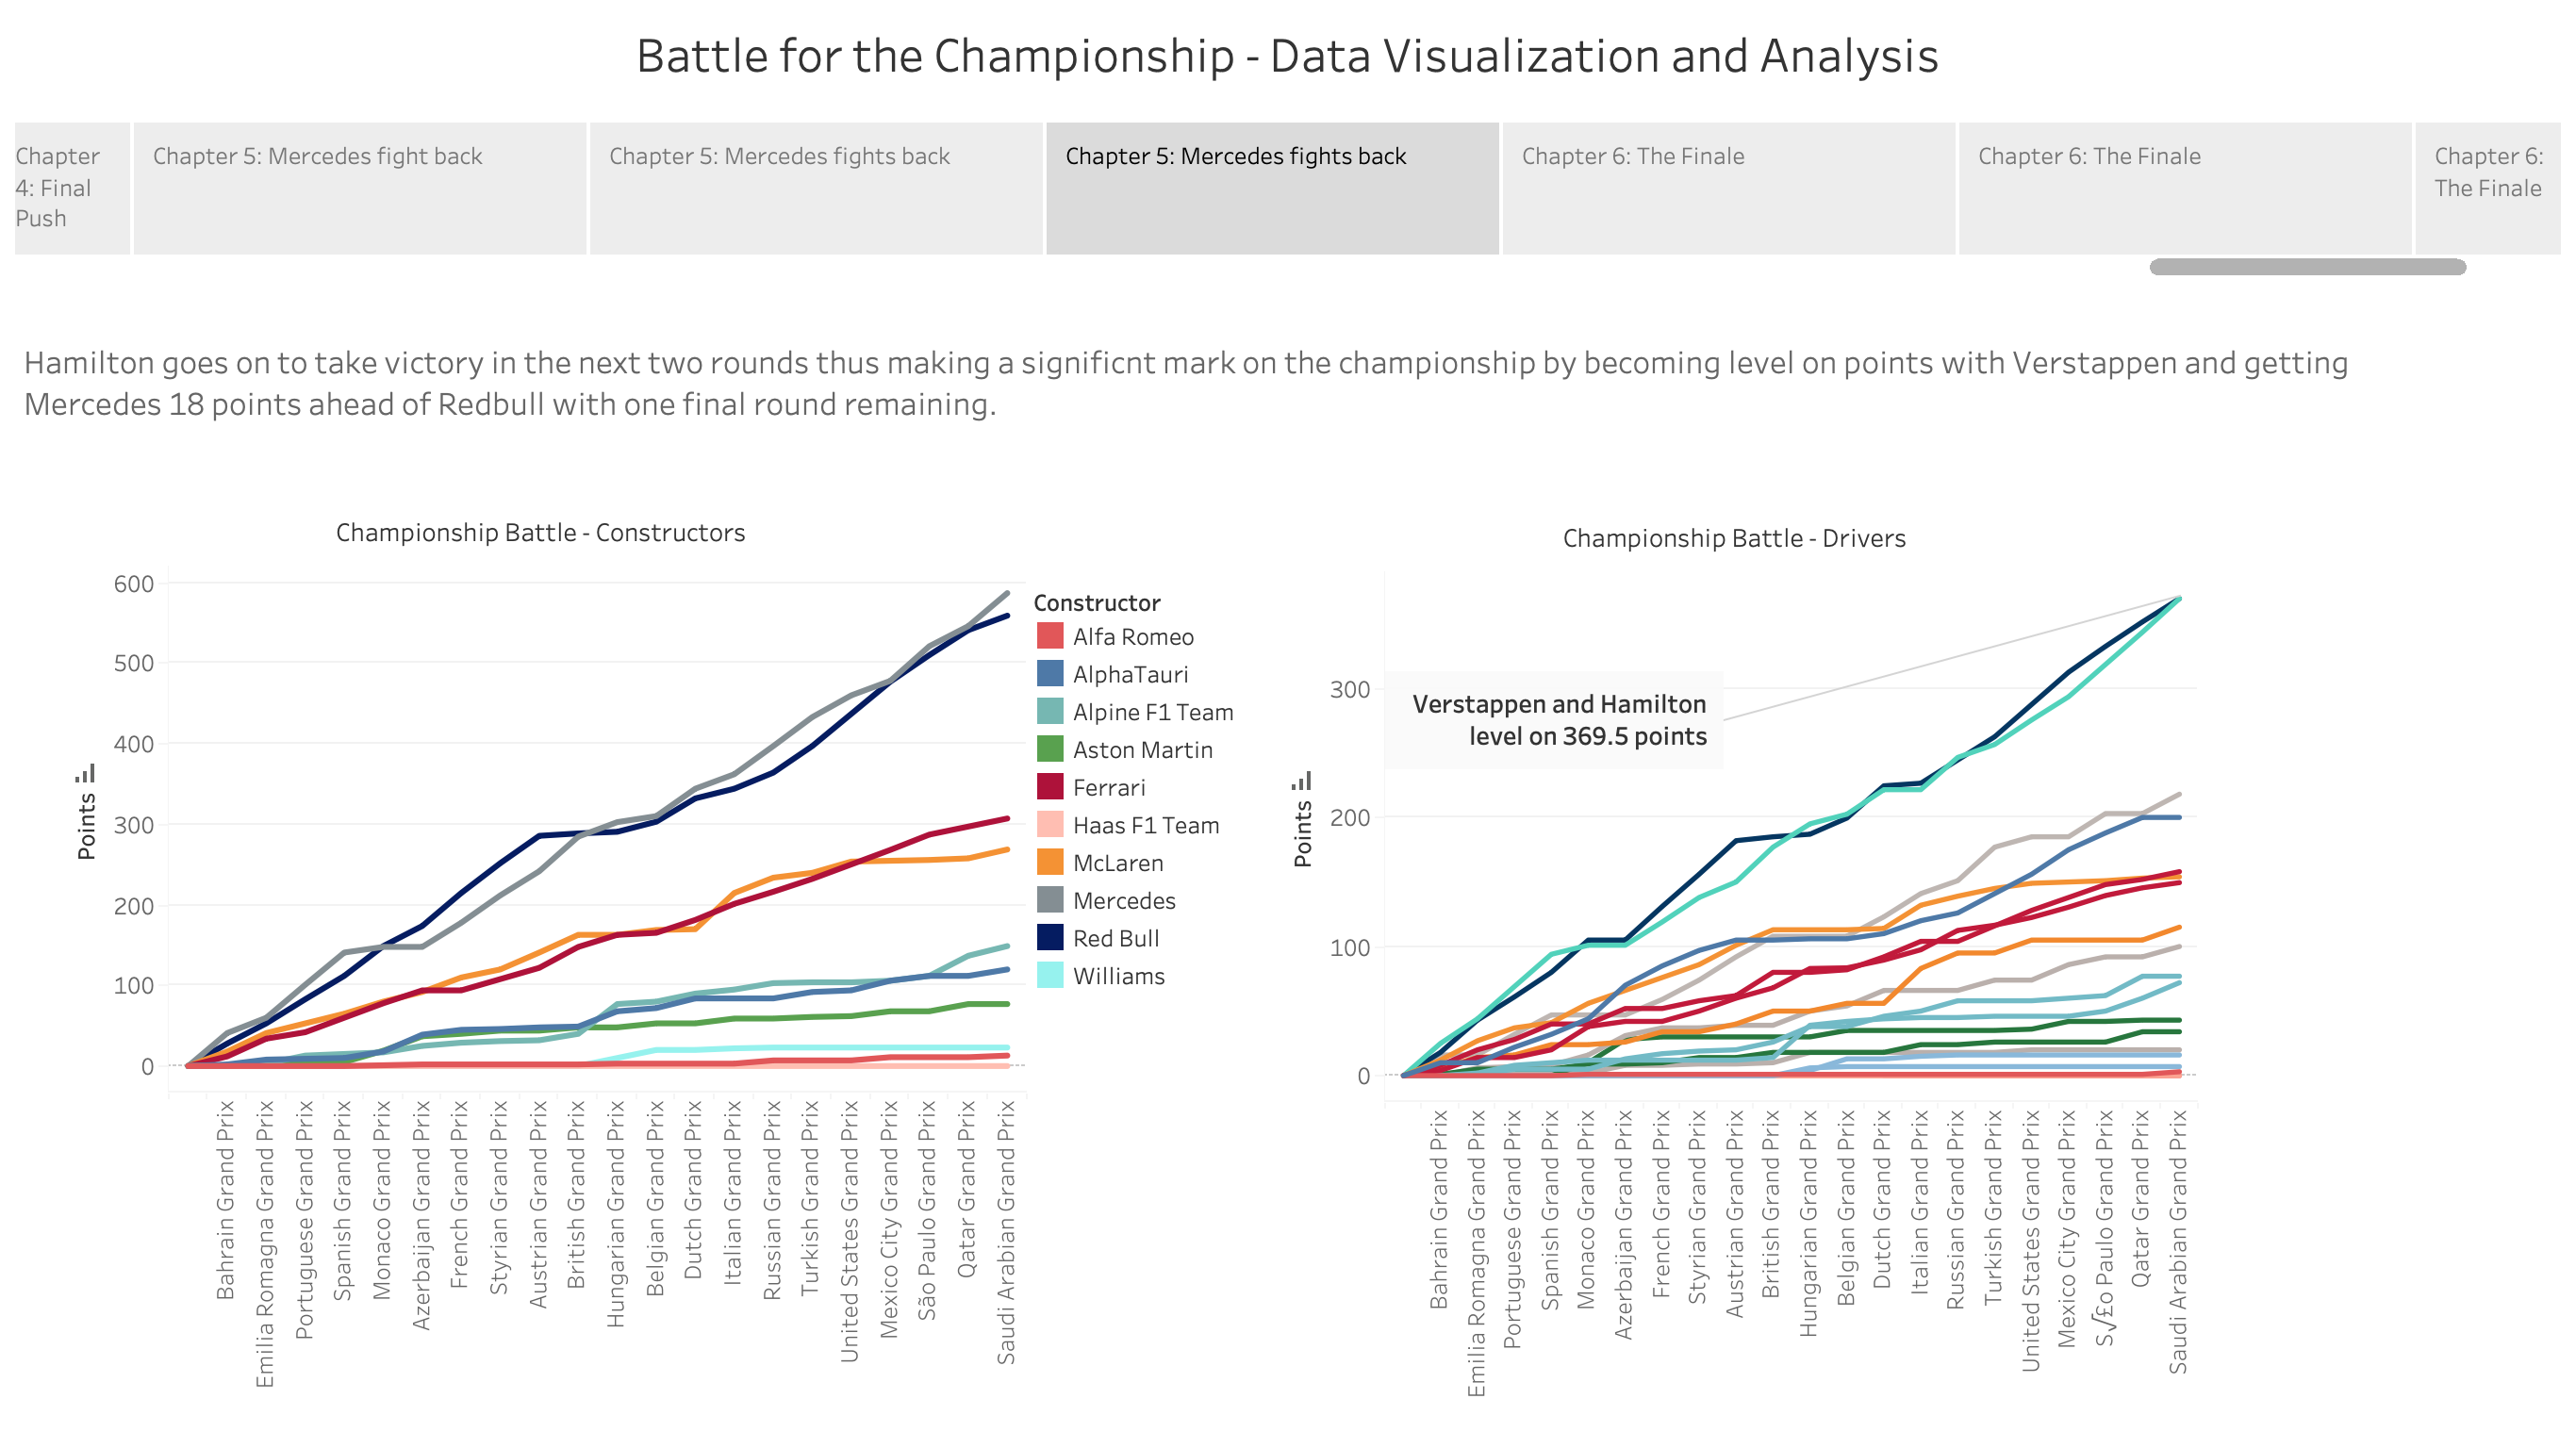 Battle for the Championship - Data Visualization and Analysis
Chapter
4: Final
Push
Chapter 5: Mercedes fight back
Chapter 5: Mercedes fights back
Chapter 5: Mercedes fights back
Chapter 6: The Finale
Chapter 6: The Finale
Chapter 6:
The Finale
Hamilton goes on to take victory in the next two rounds thus making a significnt mark on the championship by becoming level on points with Verstappen and getting
Mercedes 18 points ahead of Redbull with one final round remaining.
Championship Battle - Constructors
600
500
400
300
200
100
0
Points
Bahrain Grand Prix
Emilia Romagna Grand Prix
Portuguese Grand Prix
Spanish Grand Prix
Monaco Grand Prix
Azerbaijan Grand Prix
French Grand Prix
Styrian Grand Prix
Austrian Grand Prix
British Grand Prix
Hungarian Grand Prix
Belgian Grand Prix
Dutch Grand Prix
Italian Grand Prix
Russian Grand Prix
Turkish Grand Prix
United States Grand Prix
Mexico City Grand Prix
São Paulo Grand Prix
Qatar Grand Prix
Saudi Arabian Grand Prix
Constructor
Alfa Romeo
AlphaTauri
Alpine F1 Team
Aston Martin
Ferrari
Haas F1 Team
McLaren
Mercedes
Red Bull
Williams
Championship Battle - Drivers
Verstappen and Hamilton
level on 369.5 points
300
200
100
0
Points
Bahrain Grand Prix
Emilia Romagna Grand Prix
Portuguese Grand Prix
Spanish Grand Prix
Monaco Grand Prix
Azerbaijan Grand Prix
French Grand Prix
Styrian Grand Prix
Austrian Grand Prix
British Grand Prix
Hungarian Grand Prix
Belgian Grand Prix
Dutch Grand Prix
Italian Grand Prix
Russian Grand Prix
Turkish Grand Prix
United States Grand Prix
Mexico City Grand Prix
S√£o Paulo Grand Prix
Qatar Grand Prix
Saudi Arabian Grand Prix